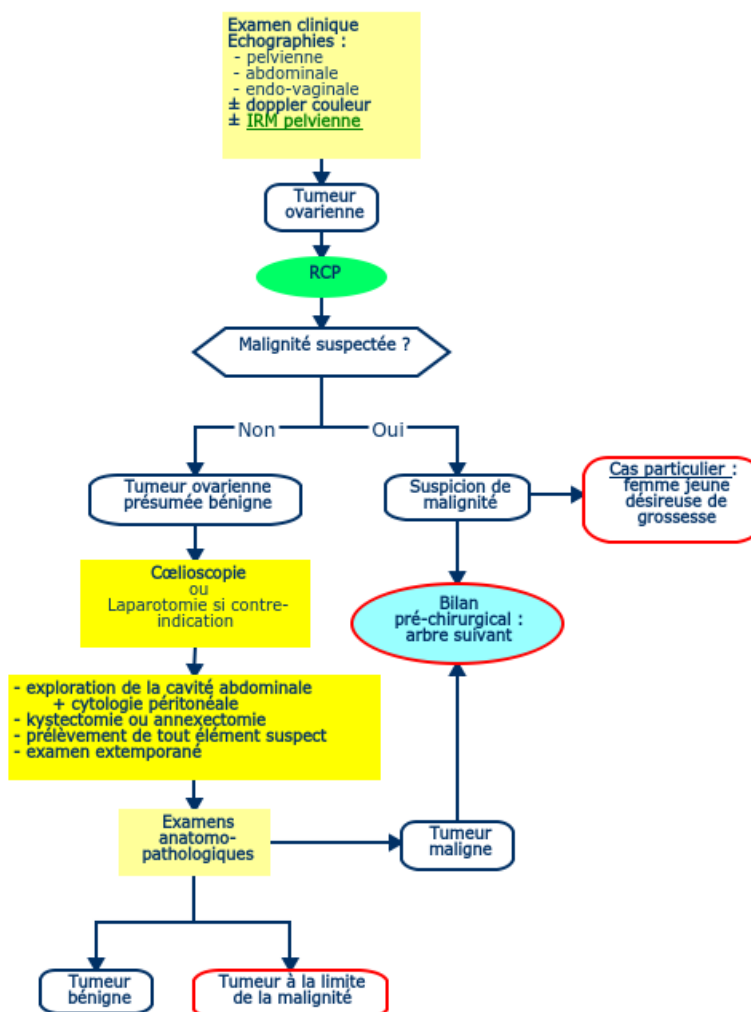 Examen clinique
Echographies :
- pelvienne
- abdominale
- endo-vaginale
± doppler couleur
± IRM pelvienne
Tumeur
ovarienne
RCP
Malignité suspectée ?
Non
Oui
Tumeur ovarienne
présumée bénigne
Suspicion de
malignité
Cas particulier :
femme jeune
désireuse de
grossesse
Cœlioscopie
ou
Laparotomie si contre-
indication
Bilan
pré-chirurgical :
arbre suivant
- exploration de la cavité abdominale
+ cytologie péritonéale
- kystectomie ou annexectomie
- prélèvement de tout élément suspect
- examen extemporané
Examens
anatomo-
pathologiques
Tumeur
maligne
Tumeur
bénigne
Tumeur à la limite
de la malignité